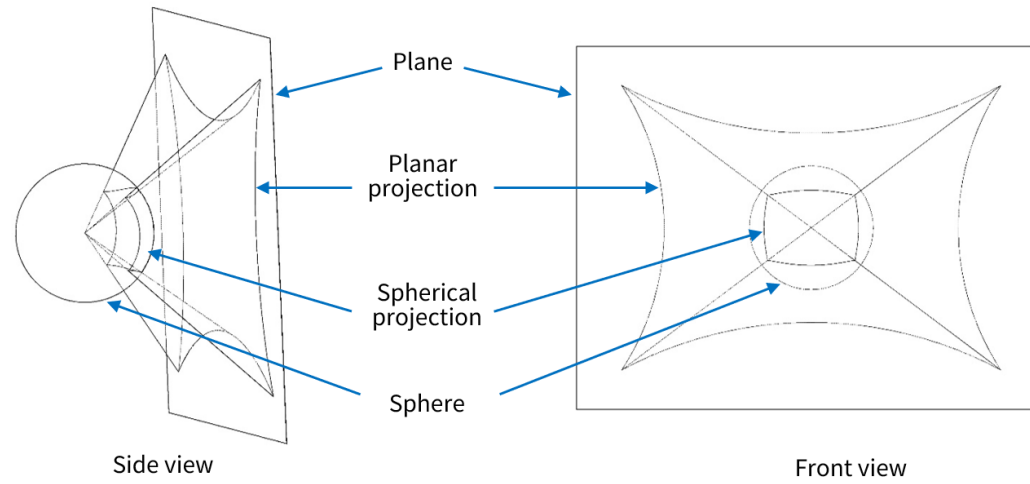 Plane
Planar
projection
Spherical
projection
Sphere
Side view
Front view